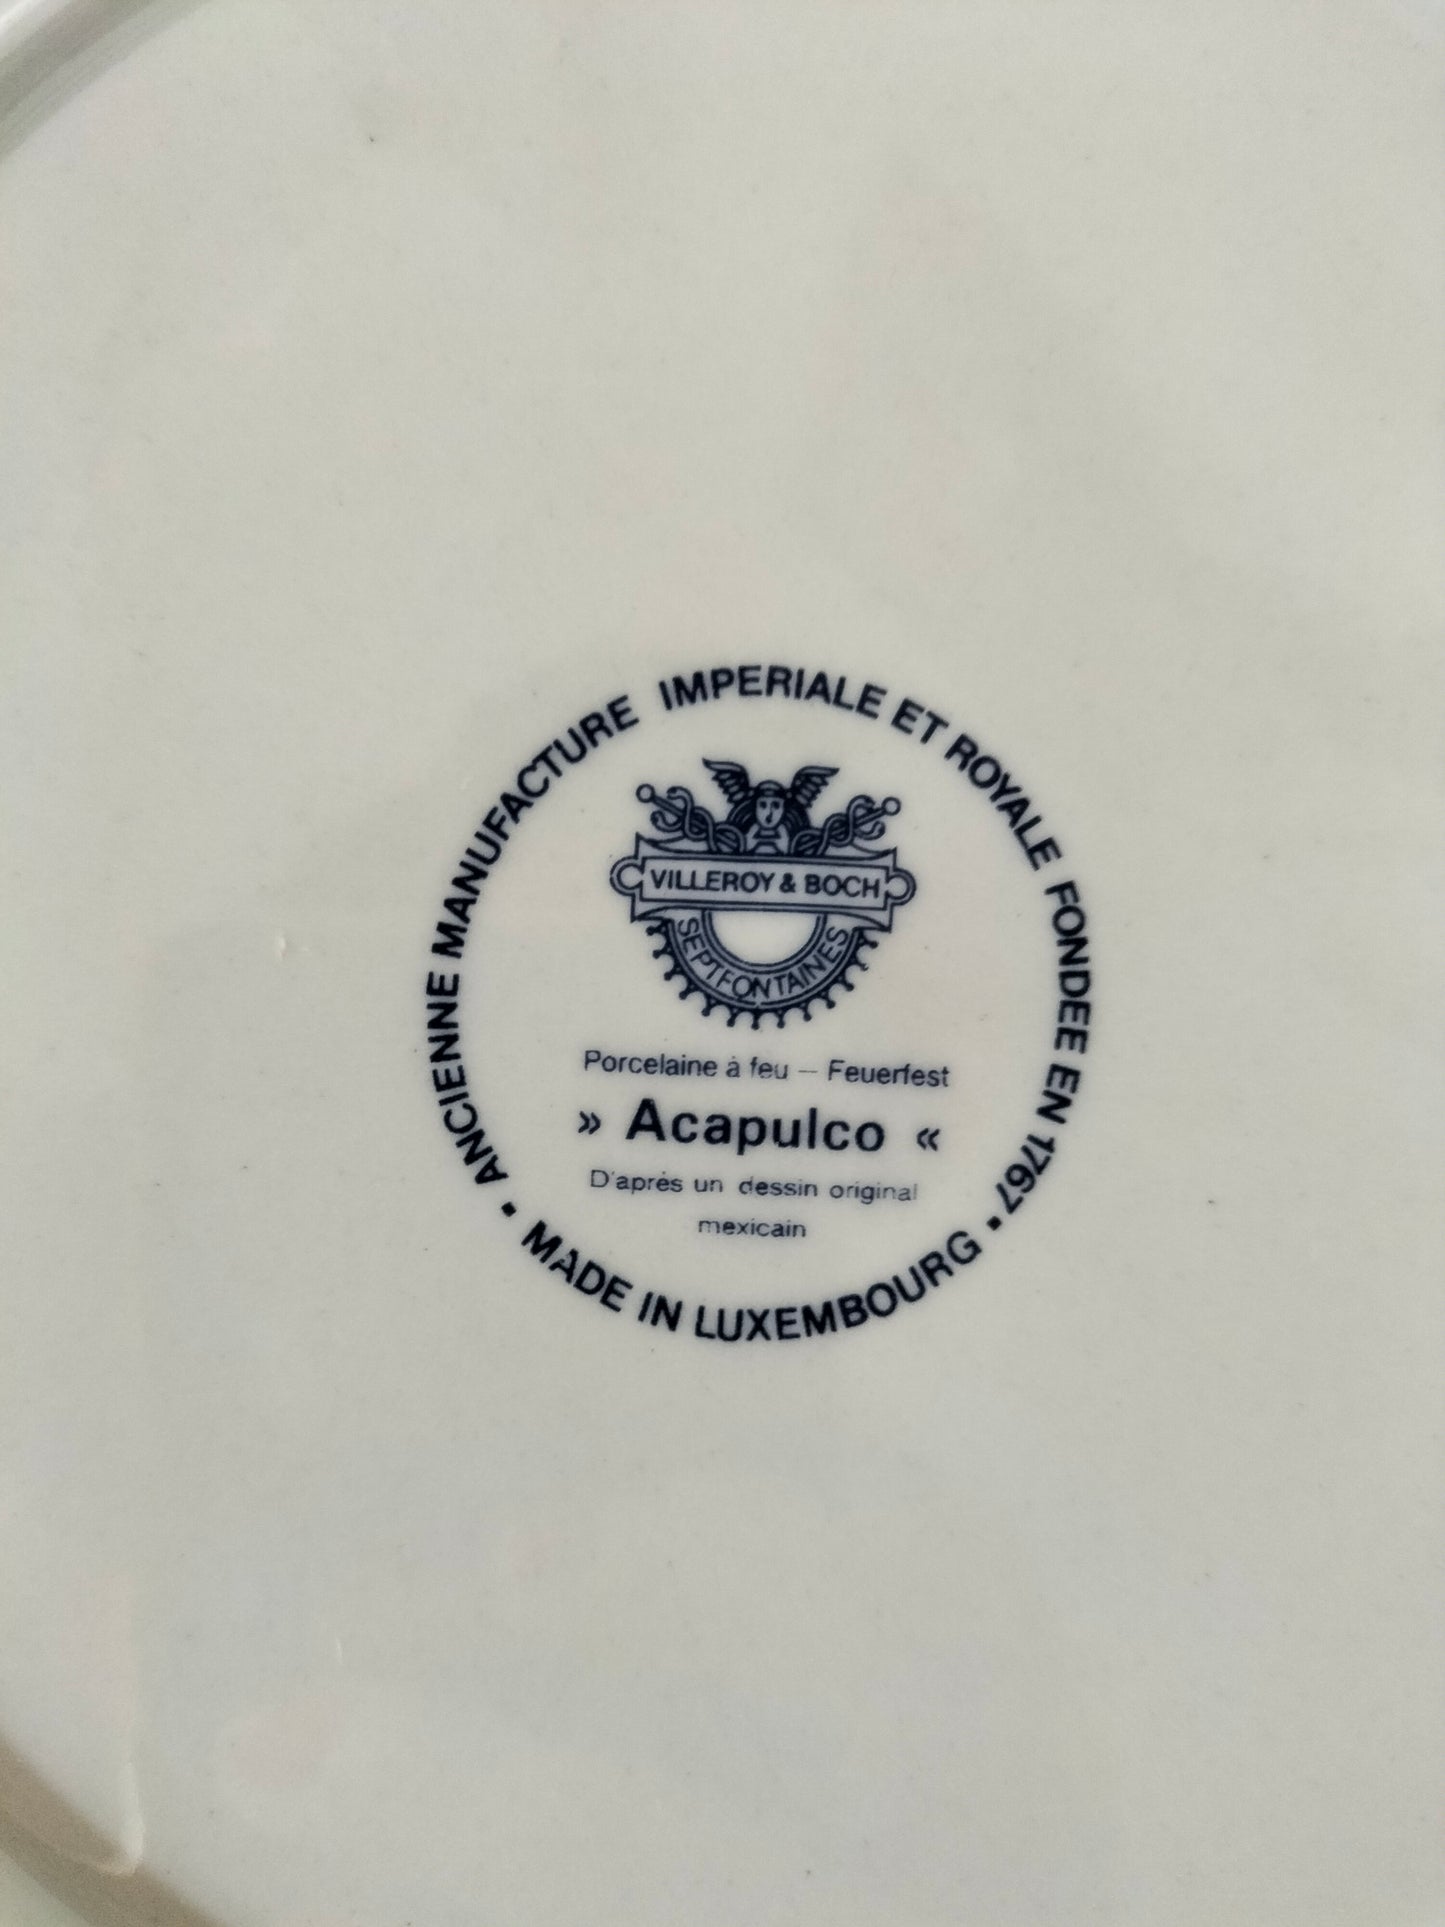 ANCIENNE MANUFACTURE IMPERIALE ET ROYALE FONDEE EN 1767 •
VILLEROY & BOCH
SEPTFONTAINES
Porcelaine à feu – Feuerfest
» Acapulco «
D'après un dessin original
mexicain
• MADE IN LUXEMBOURG